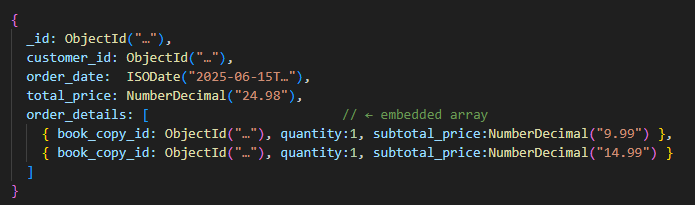 {
  _id: ObjectId("…"),
  customer_id: ObjectId("…"),
  order_date:  ISODate("2025-06-15T…"),
  total_price: NumberDecimal("24.98"),
  order_details: [                           // ← embedded array
    { book_copy_id: ObjectId("…"), quantity:1, subtotal_price:NumberDecimal("9.99") },
    { book_copy_id: ObjectId("…"), quantity:1, subtotal_price:NumberDecimal("14.99") }
  ]
}